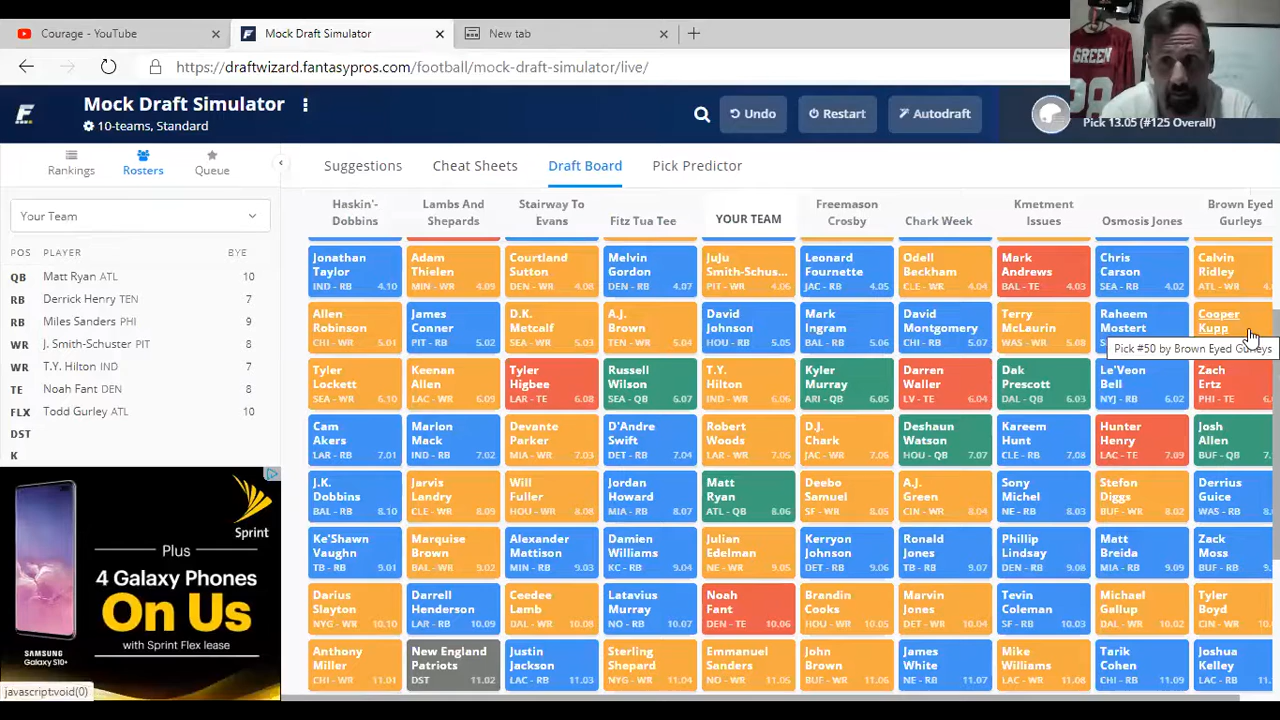 Courage - YouTube
Mock Draft Simulator
New tab
https://draftwizard.fantasypros.com/football/mock-draft-simulator/live/
GREEN
28
Mock Draft Simulator
10-teams, Standard
Undo
Restart
Autodraft
Pick 13.05 (#125 Overall)
Rankings
Rosters
Queue
Suggestions
Cheat Sheets
Draft Board
Pick Predictor
Your Team
POS PLAYER BYE
QB Matt Ryan ATL 10
RB Derrick Henry TEN 7
RB Miles Sanders PHI 9
WR J. Smith-Schuster PIT 8
WR T.Y. Hilton IND 7
TE Noah Fant DEN 8
FLX Todd Gurley ATL 10
DST
K
Sprint
Plus
4 Galaxy Phones
On Us
with Sprint Flex lease
SAMSUNG
Galaxy S10+
javascript:void(0)
Haskin'- Lambs And Stairway To Freemason Kmetment Brown Eyed
Dobbins Shepards Evans Fitz Tua Tee YOUR TEAM Crosby Chark Week Issues Osmosis Jones Gurleys
Jonathan Adam Courtland Melvin JuJu Leonard Odell Mark Chris Calvin
Taylor Thielen Sutton Gordon Smith-Schus... Fournette Beckham Andrews Carson Ridley
IND - RB 4.10 MIN - WR 4.09 DEN - WR 4.08 DEN - RB 4.07 PIT - WR 4.06 JAC - RB 4.05 CLE - WR 4.04 BAL - TE 4.03 SEA - RB 4.02 ATL - WR
Allen James D.K. A.J. David Mark David Terry Raheem Cooper
Robinson Conner Metcalf Brown Johnson Ingram Montgomery McLaurin Mostert Kupp
CHI - WR 5.01 PIT - RB 5.02 SEA - WR 5.03 TEN - WR 5.04 HOU - RB 5.05 BAL - RB 5.06 CHI - RB 5.07 WAS - WR 5.08
Pick #50 by Brown Eyed Gurleys
Tyler Keenan Tyler Russell T.Y. Kyler Darren Dak Le'Veon Zach
Lockett Allen Higbee Wilson Hilton Murray Waller Prescott Bell Ertz
SEA - WR 6.10 LAC - WR 6.09 LAR - TE 6.08 SEA - QB 6.07 IND - WR 6.06 ARI - QB 6.05 LV - TE 6.04 DAL - QB 6.03 NYJ - RB 6.02 PHI - TE 6.
Cam Marlon Devante D'Andre Robert D.J. Deshaun Kareem Hunter Josh
Akers Mack Parker Swift Woods Chark Watson Hunt Henry Allen
LAR - RB 7.01 IND - RB 7.02 MIA - WR 7.03 DET - RB 7.04 LAR - WR 7.05 JAC - WR 7.06 HOU - QB 7.07 CLE - RB 7.08 LAC - TE 7.09 BUF - QB 7.
J.K. Jarvis Will Jordan Matt Deebo A.J. Sony Stefon Derrius
Dobbins Landry Fuller Howard Ryan Samuel Green Michel Diggs Guice
BAL - RB 8.10 CLE - WR 8.09 HOU - WR 8.08 MIA - RB 8.07 ATL - QB 8.06 SF - WR 8.05 CIN - WR 8.04 NE - RB 8.03 BUF - WR 8.02 WAS - RB 8.
Ke'Shawn Marquise Alexander Damien Julian Kerryon Ronald Phillip Matt Zack
Vaughn Brown Mattison Williams Edelman Johnson Jones Lindsay Breida Moss
TB - RB 9.01 BAL - WR 9.02 MIN - RB 9.03 KC - RB 9.04 NE - WR 9.05 DET - RB 9.06 TB - RB 9.07 DEN - RB 9.08 MIA - RB 9.09 BUF - RB 9.
Darius Darrell Ceedee Latavius Noah Brandin Marvin Tevin Michael Tyler
Slayton Henderson Lamb Murray Fant Cooks Jones Coleman Gallup Boyd
NYG - WR 10.10 LAR - RB 10.09 DAL - WR 10.08 NO - RB 10.07 DEN - TE 10.06 HOU - WR 10.05 DET - WR 10.04 SF - RB 10.03 DAL - WR 10.02 CIN - WR 10.
Anthony New England Justin Sterling Emmanuel John James Mike Tarik Joshua
Miller Patriots Jackson Shepard Sanders Brown White Williams Cohen Kelley
CHI - WR 11.01 DST 11.02 LAC - RB 11.03 NYG - WR 11.04 NO - WR 11.05 BUF - WR 11.06 NE - RB 11.07 LAC - WR 11.08 CHI - RB 11.09 LAC - RB 11.